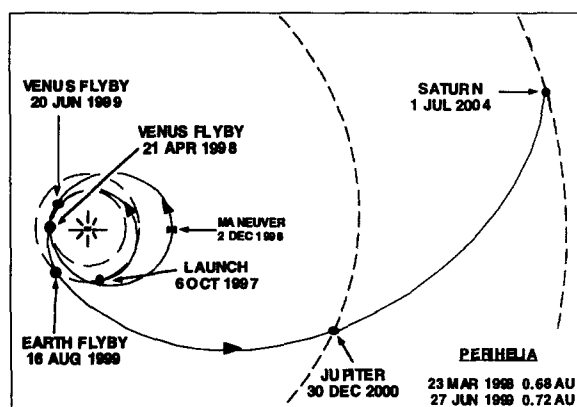 VENUS FLYBY
20 JUN 1999
VENUS FLYBY
21 APR 1998
SATURN
1 JUL 2004
MANEUVER
2 DEC 1998
LAUNCH
6 OCT 1997
EARTH FLYBY
16 AUG 1999
JUPITER
30 DEC 2000
PERIHELIA
23 MAR 1998 0.68 AU
27 JUN 1999 0.72 AU